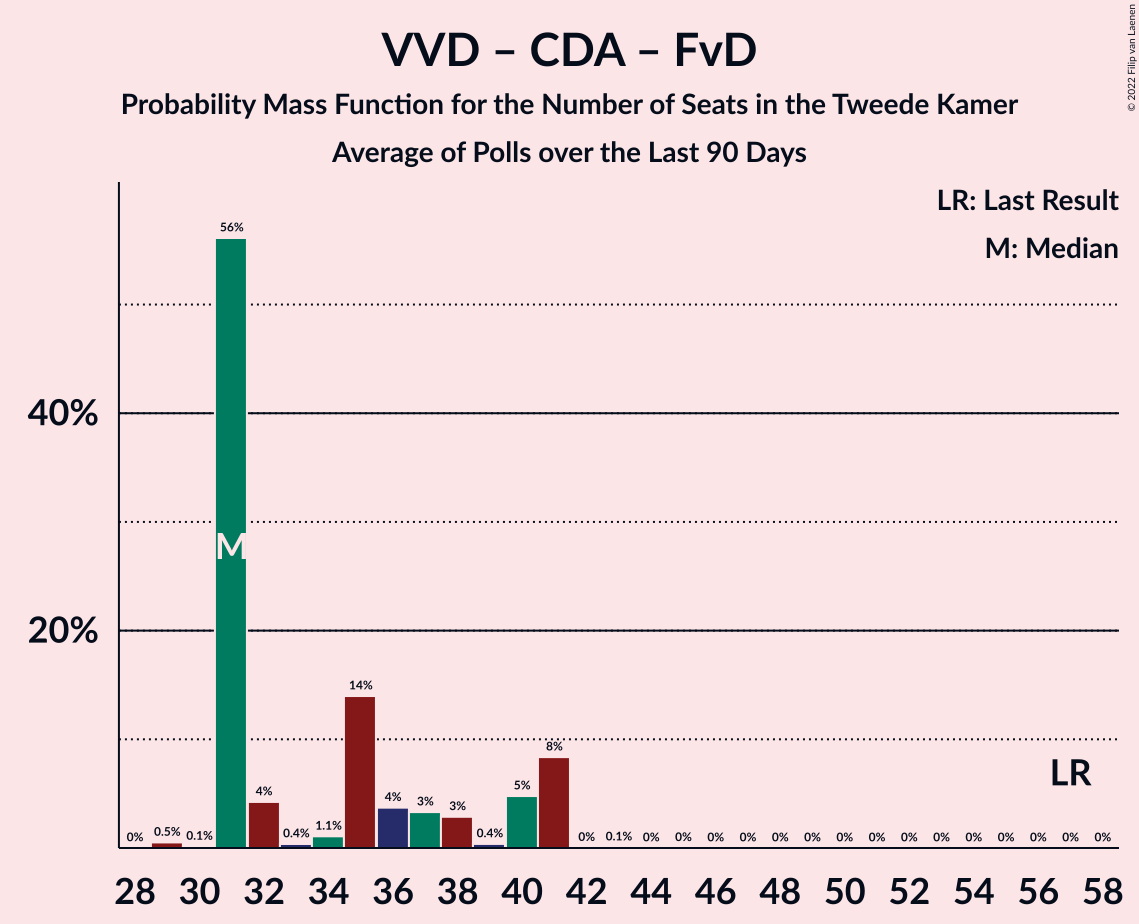 VVD – CDA – FvD
Probability Mass Function for the Number of Seats in the Tweede Kamer
Average of Polls over the Last 90 Days
© 2022 Filip van Laenen
LR: Last Result
M: Median
40%
20%
0% 0.5% 0.1% 56% 4% 0.4% 1.1% 14% 4% 3% 3% 0.4% 5% 8% 0% 0.1% 0% 0% 0% 0% 0% 0% 0% 0% 0% 0% 0% 0% 0% 0% 0%
M
LR
28 30 32 34 36 38 40 42 44 46 48 50 52 54 56 58